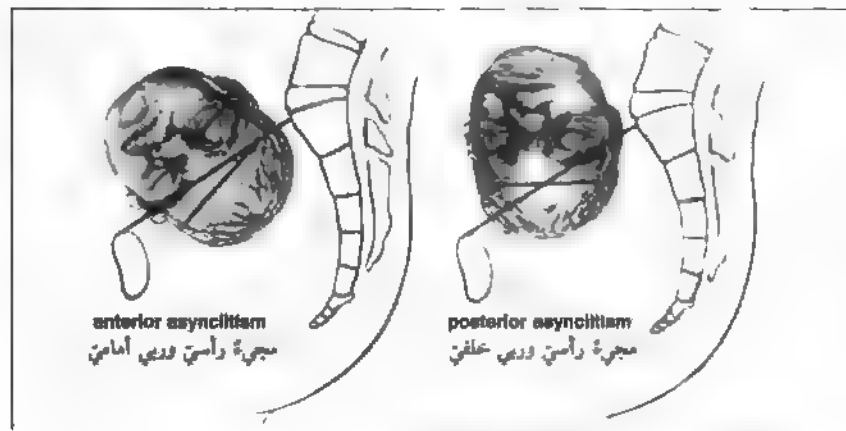 anterior asynclitism
مجيءٌ رأسيّ وربي أماميّ
posterior asynclitism
مجيءٌ رأسيّ وربي خلفيّ